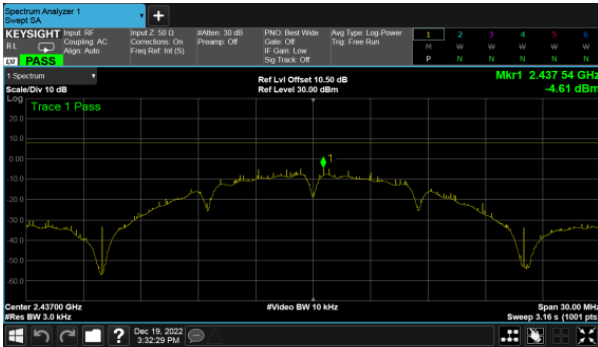 Spectrum Analyzer 1
Swept SA
+
KEYSIGHT
RL
Input: RF
Coupling: AC
Align: Auto
Input Z: 50 Ω
Corrections: On
Freq Ref: Int (S)
#Atten: 30 dB
Preamp: Off
PNO: Best Wide
Gate: Off
IF Gain: Low
Sig Track: Off
Avg Type: Log-Power
Trig: Free Run
1 2 3 4 5 6
M W W W W W
P N N N N N
LXI PASS
1 Spectrum
Scale/Div 10 dB
Ref Lvl Offset 10.50 dB
Ref Level 30.00 dBm
Mkr1 2.437 54 GHz
-4.61 dBm
Log
Trace 1 Pass
20.0
10.0
0.00
1
-10.0
-20.0
-30.0
-40.0
-50.0
-60.0
Center 2.43700 GHz
#Res BW 3.0 kHz
#Video BW 10 kHz
Span 30.00 MHz
Sweep 3.16 s (1001 pts
?
Dec 19, 2022
3:32:29 PM